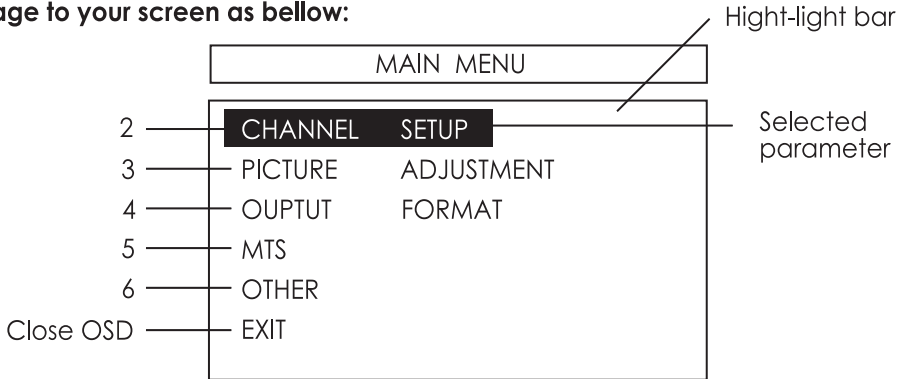 age to your screen as bellow:
Hight-light bar
MAIN MENU
2 CHANNEL SETUP
Selected
parameter
3 PICTURE ADJUSTMENT
4 OUPTUT FORMAT
5 MTS
6 OTHER
Close OSD EXIT